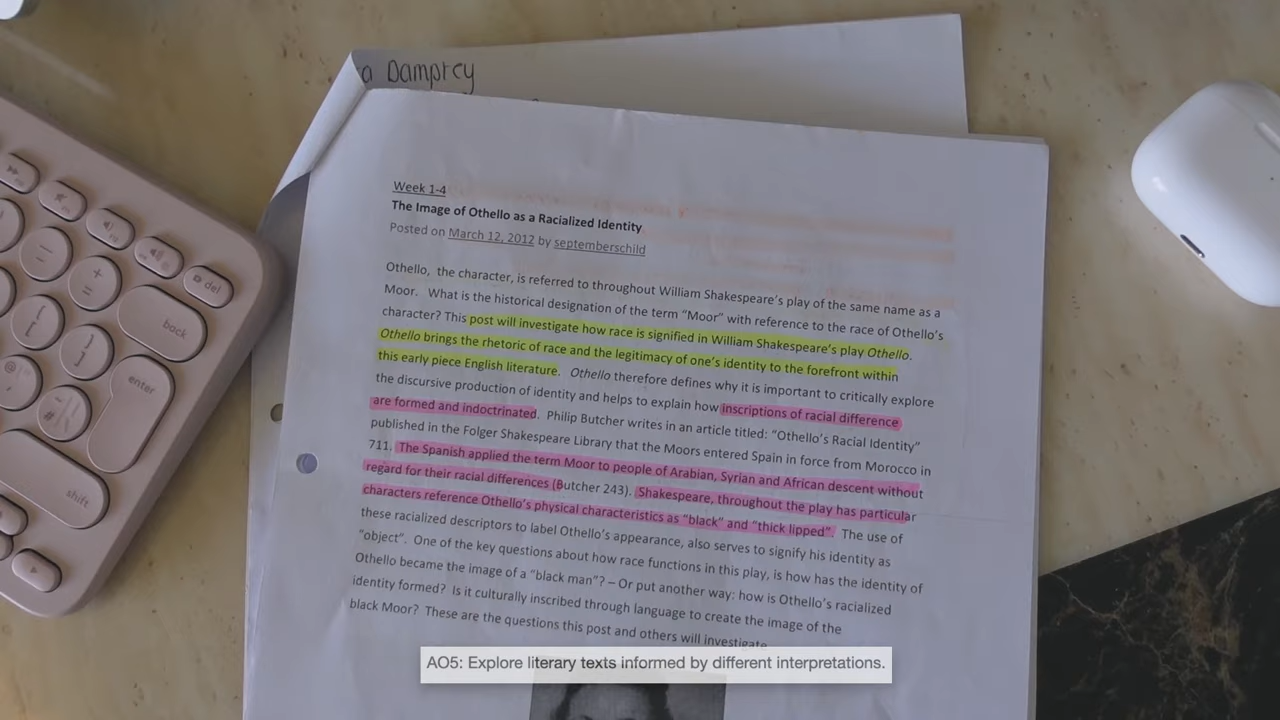 a Damptey
Week 1-4
The Image of Othello as a Racialized Identity
Posted on March 12, 2012 by septemberschild
Othello, the character, is referred to throughout William Shakespeare's play of the same name as a
Moor. What is the historical designation of the term "Moor" with reference to the race of Othello's
character? This post will investigate how race is signified in William Shakespeare's play Othello.
Othello brings the rhetoric of race and the legitimacy of one's identity to the forefront within
this early piece English literature. Othello therefore defines why it is important to critically explore
the discursive production of identity and helps to explain how inscriptions of racial difference
are formed and indoctrinated. Philip Butcher writes in an article titled: "Othello's Racial Identity"
published in the Folger Shakespeare Library that the Moors entered Spain in force from Morocco in
711. The Spanish applied the term Moor to people of Arabian, Syrian and African descent without
regard for their racial differences (Butcher 243). Shakespeare, throughout the play has particular
characters reference Othello's physical characteristics as "black" and "thick lipped". The use of
these racialized descriptors to label Othello's appearance, also serves to signify his identity as
"object". One of the key questions about how race functions in this play, is how has the identity of
Othello became the image of a "black man"? – Or put another way: how is Othello's racialized
identity formed? Is it culturally inscribed through language to create the image of the
black Moor? These are the questions this post and others will investigate
AO5: Explore literary texts informed by different interpretations.
del
back
enter
shift